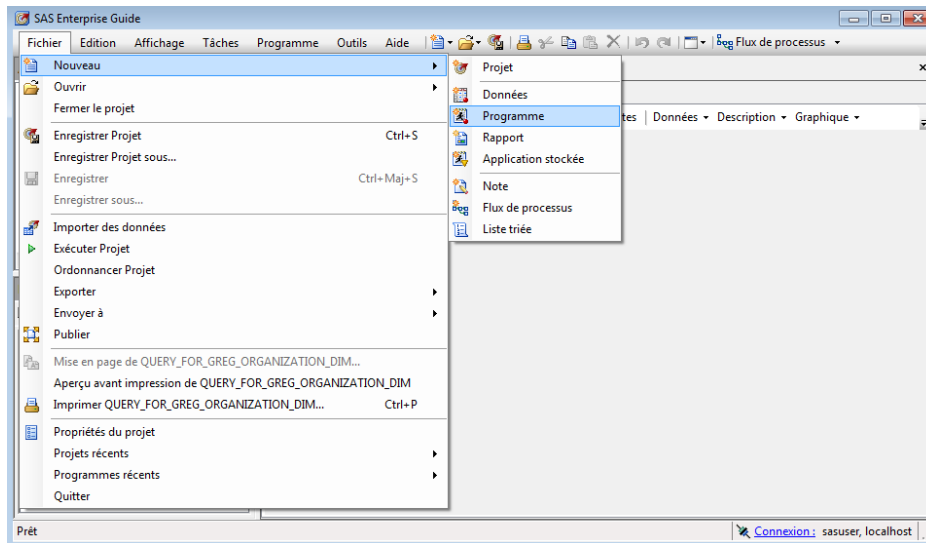 SAS Enterprise Guide
Fichier Edition Affichage Tâches Programme Outils Aide Flux de processus
Nouveau
Ouvrir
Fermer le projet
Enregistrer Projet Ctrl+S
Enregistrer Projet sous...
Enregistrer Ctrl+Maj+S
Enregistrer sous...
Importer des données
Exécuter Projet
Ordonnancer Projet
Exporter
Envoyer à
Publier
Mise en page de QUERY_FOR_GREG_ORGANIZATION_DIM...
Aperçu avant impression de QUERY_FOR_GREG_ORGANIZATION_DIM
Imprimer QUERY_FOR_GREG_ORGANIZATION_DIM... Ctrl+P
Propriétés du projet
Projets récents
Programmes récents
Quitter
Projet
Données
Programme
Rapport
Application stockée
Note
Flux de processus
Liste triée
tes Données Description Graphique
Prêt Connexion : sasuser, localhost